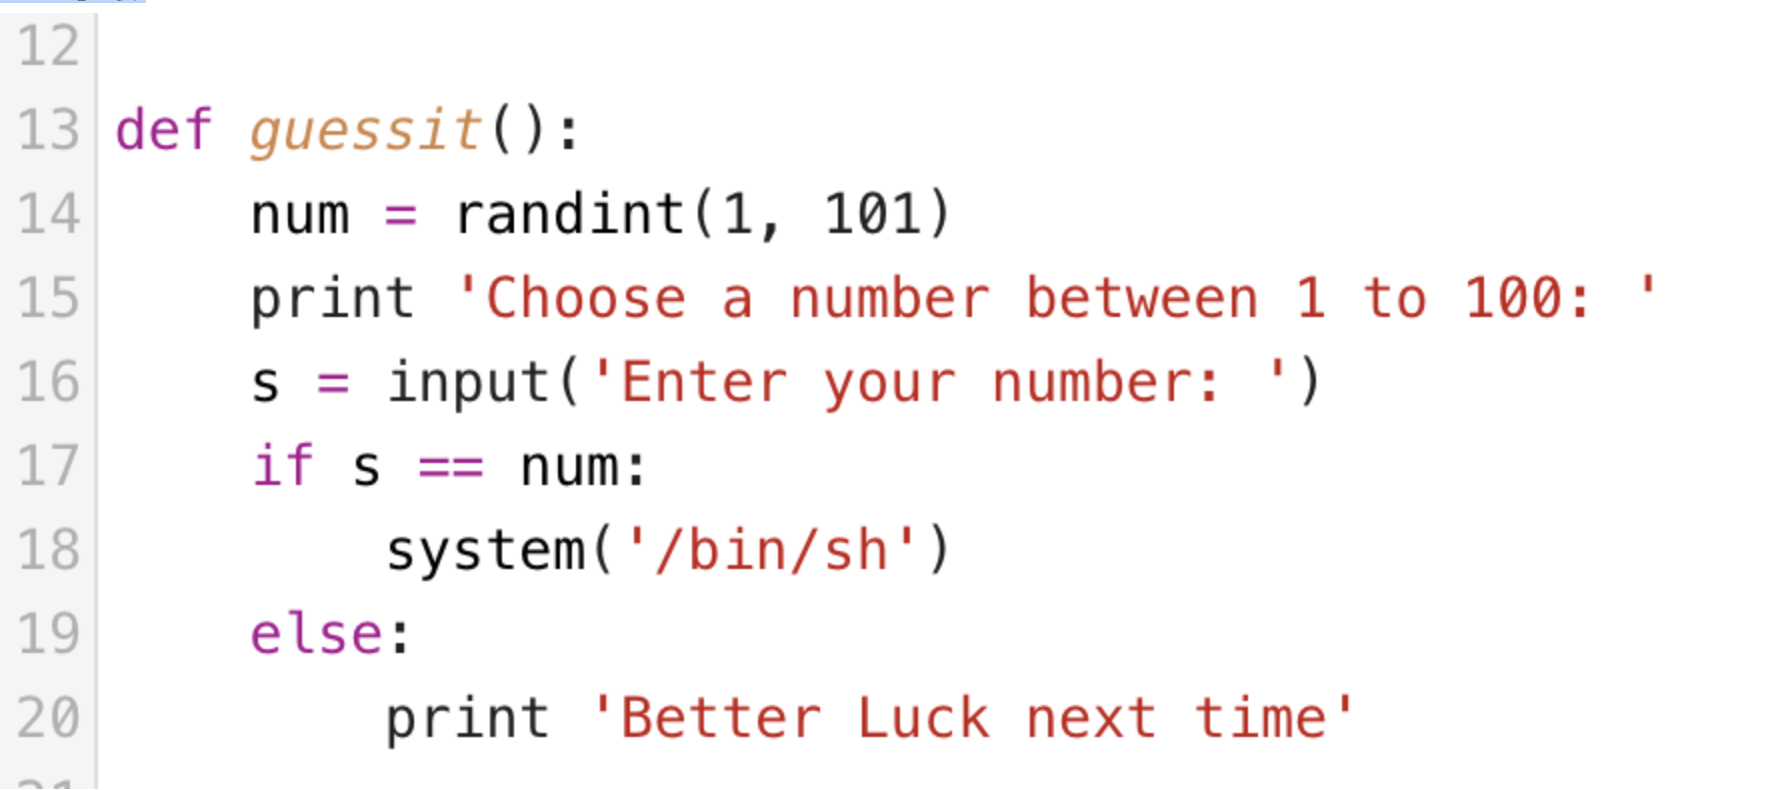 12
13 def guessit():
14     num = randint(1, 101)
15     print 'Choose a number between 1 to 100: '
16     s = input('Enter your number: ')
17     if s == num:
18         system('/bin/sh')
19     else:
20         print 'Better Luck next time'
21